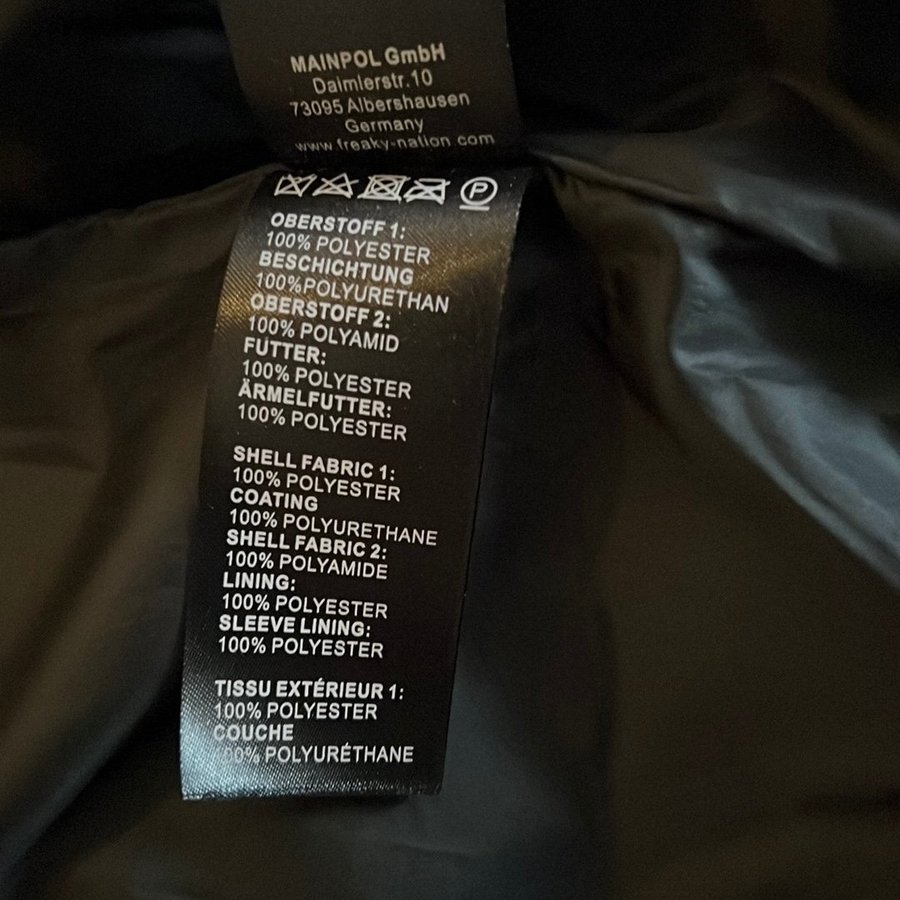 MAINPOL GmbH
Daimlerstr. 10
73095 Albershausen
Germany
www.freaky-nation.com
P
OBERSTOFF 1:
100% POLYESTER
BESCHICHTUNG
100%POLYURETHAN
OBERSTOFF 2:
100% POLYAMID
FUTTER:
100% POLYESTER
ÄRMELFUTTER:
100% POLYESTER
SHELL FABRIC 1:
100% POLYESTER
COATING
100% POLYURETHANE
SHELL FABRIC 2:
100% POLYAMIDE
LINING:
100% POLYESTER
SLEEVE LINING:
100% POLYESTER
TISSU EXTÉRIEUR 1:
100% POLYESTER
COUCHE
100% POLYURÉTHANE